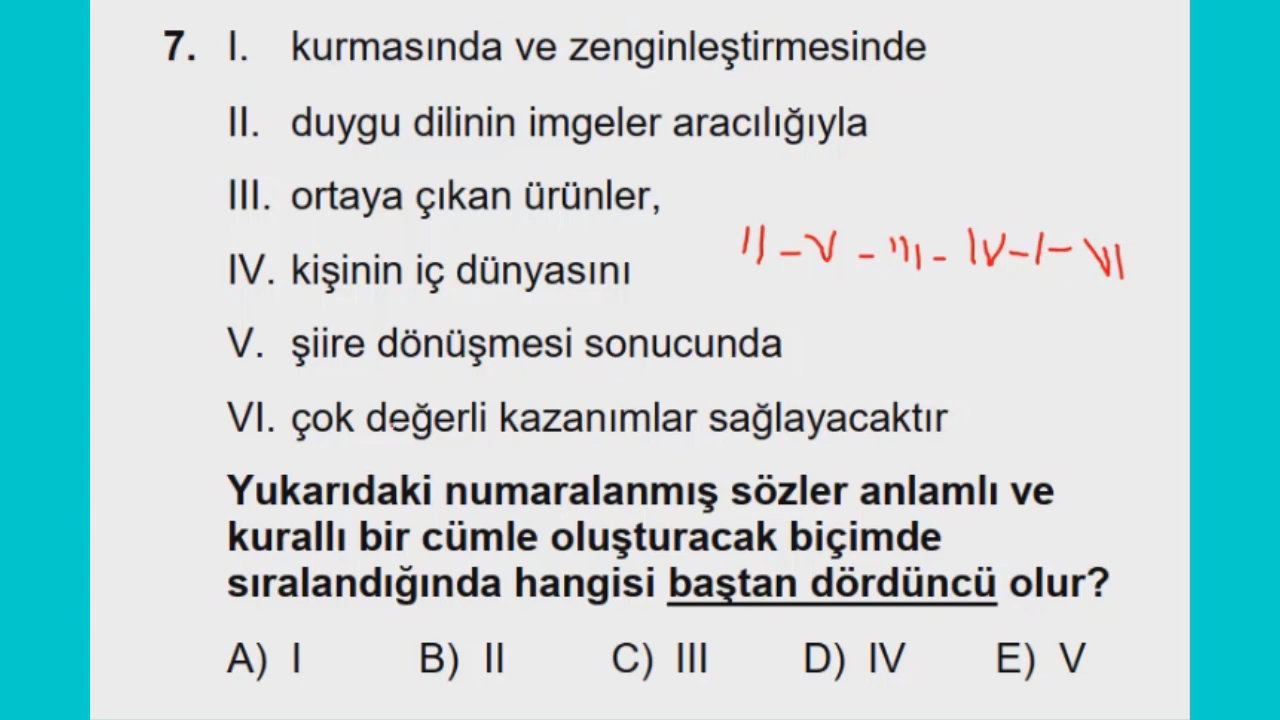 7. I. kurmasında ve zenginleştirmesinde
II. duygu dilinin imgeler aracılığıyla
III. ortaya çıkan ürünler,
II - V - III - IV - I - VI
IV. kişinin iç dünyasını
V. şiire dönüşmesi sonucunda
VI. çok değerli kazanımlar sağlayacaktır
Yukarıdaki numaralanmış sözler anlamlı ve
kurallı bir cümle oluşturacak biçimde
sıralandığında hangisi baştan dördüncü olur?
A) I B) II C) III D) IV E) V